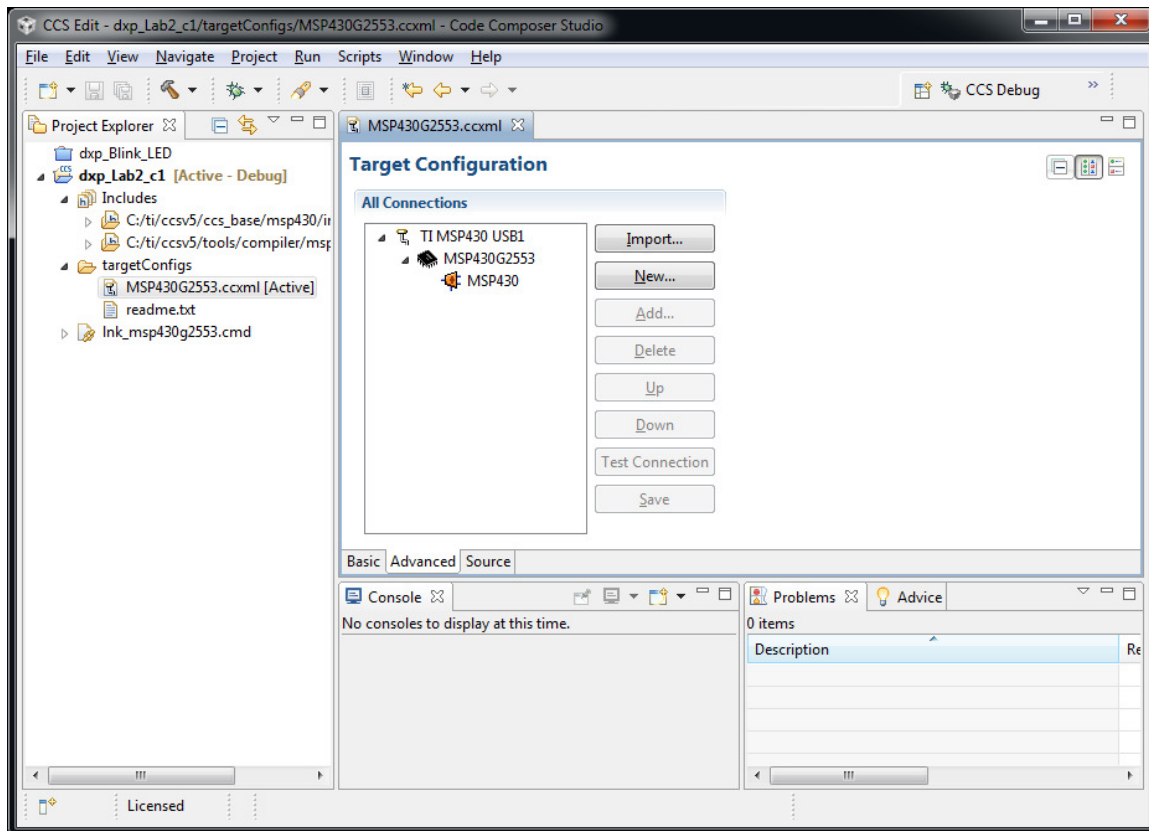 CCS Edit - dxp_Lab2_c1/targetConfigs/MSP430G2553.ccxml - Code Composer Studio
File Edit View Navigate Project Run Scripts Window Help
CCS Debug »
Project Explorer
dxp_Blink_LED
dxp_Lab2_c1 [Active - Debug]
Includes
C:/ti/ccsv5/ccs_base/msp430/in
C:/ti/ccsv5/tools/compiler/msp
targetConfigs
MSP430G2553.ccxml [Active]
readme.txt
lnk_msp430g2553.cmd
MSP430G2553.ccxml
Target Configuration
All Connections
TI MSP430 USB1
MSP430G2553
MSP430
Import...
New...
Add...
Delete
Up
Down
Test Connection
Save
Basic Advanced Source
Console
No consoles to display at this time.
Problems Advice
0 items
Description Re
Licensed